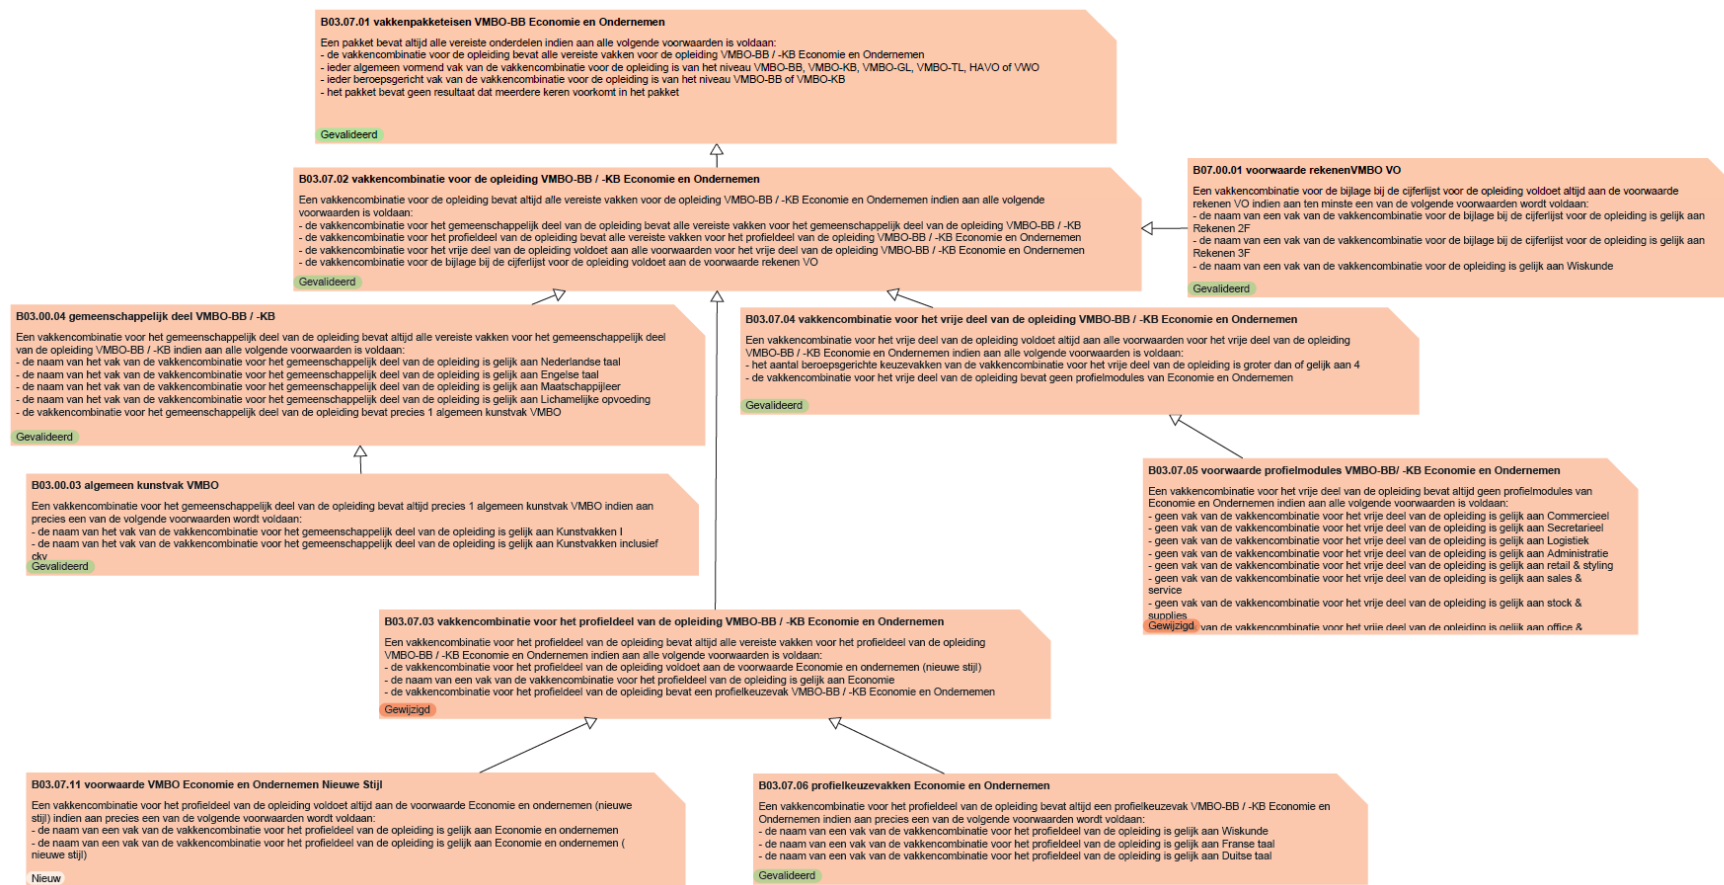 B03.07.01 vakkenpakketeisen VMBO-BB Economie en Ondernemen
Een pakket bevat altijd alle vereiste onderdelen indien aan alle volgende voorwaarden is voldaan:
- de vakkencombinatie voor de opleiding bevat alle vereiste vakken voor de opleiding VMBO-BB / -KB Economie en Ondernemen
- ieder algemeen vormend vak van de vakkencombinatie voor de opleiding is van het niveau VMBO-BB, VMBO-KB, VMBO-GL, VMBO-TL, HAVO of VWO
- ieder beroepsgericht vak van de vakkencombinatie voor de opleiding is van het niveau VMBO-BB of VMBO-KB
- het pakket bevat geen resultaat dat meerdere keren voorkomt in het pakket
Gevalideerd
B03.07.02 vakkencombinatie voor de opleiding VMBO-BB / -KB Economie en Ondernemen
Een vakkencombinatie voor de opleiding bevat altijd alle vereiste vakken voor de opleiding VMBO-BB / -KB Economie en Ondernemen indien aan alle volgende
voorwaarden is voldaan:
- de vakkencombinatie voor het gemeenschappelijk deel van de opleiding bevat alle vereiste vakken voor het gemeenschappelijk deel van de opleiding VMBO-BB / -KB
- de vakkencombinatie voor het profieldeel van de opleiding bevat alle vereiste vakken voor het profieldeel van de opleiding VMBO-BB / -KB Economie en Ondernemen
- de vakkencombinatie voor het vrije deel van de opleiding voldoet aan alle voorwaarden voor het vrije deel van de opleiding VMBO-BB / -KB Economie en Ondernemen
- de vakkencombinatie voor de bijlage bij de cijferlijst voor de opleiding voldoet aan de voorwaarde rekenen VO
Gevalideerd
B07.00.01 voorwaarde rekenenVMBO VO
Een vakkencombinatie voor de bijlage bij de cijferlijst voor de opleiding voldoet altijd aan de voorwaarde
rekenen VO indien aan ten minste een van de volgende voorwaarden wordt voldaan:
- de naam van een vak van de vakkencombinatie voor de bijlage bij de cijferlijst voor de opleiding is gelijk aan
Rekenen 2F
- de naam van een vak van de vakkencombinatie voor de bijlage bij de cijferlijst voor de opleiding is gelijk aan
Rekenen 3F
- de naam van een vak van de vakkencombinatie voor de opleiding is gelijk aan Wiskunde
Gevalideerd
B03.00.04 gemeenschappelijk deel VMBO-BB / -KB
Een vakkencombinatie voor het gemeenschappelijk deel van de opleiding bevat altijd alle vereiste vakken voor het gemeenschappelijk deel
van de opleiding VMBO-BB / -KB indien aan alle volgende voorwaarden is voldaan:
- de naam van het vak van de vakkencombinatie voor het gemeenschappelijk deel van de opleiding is gelijk aan Nederlandse taal
- de naam van het vak van de vakkencombinatie voor het gemeenschappelijk deel van de opleiding is gelijk aan Engelse taal
- de naam van het vak van de vakkencombinatie voor het gemeenschappelijk deel van de opleiding is gelijk aan Maatschappijleer
- de naam van het vak van de vakkencombinatie voor het gemeenschappelijk deel van de opleiding is gelijk aan Lichamelijke opvoeding
- de vakkencombinatie voor het gemeenschappelijk deel van de opleiding bevat precies 1 algemeen kunstvak VMBO
Gevalideerd
B03.07.04 vakkencombinatie voor het vrije deel van de opleiding VMBO-BB / -KB Economie en Ondernemen
Een vakkencombinatie voor het vrije deel van de opleiding voldoet altijd aan alle voorwaarden voor het vrije deel van de opleiding
VMBO-BB / -KB Economie en Ondernemen indien aan alle volgende voorwaarden is voldaan:
- het aantal beroepsgerichte keuzevakken van de vakkencombinatie voor het vrije deel van de opleiding is groter dan of gelijk aan 4
- de vakkencombinatie voor het vrije deel van de opleiding bevat geen profielmodules van Economie en Ondernemen
Gevalideerd
B03.00.03 algemeen kunstvak VMBO
Een vakkencombinatie voor het gemeenschappelijk deel van de opleiding bevat altijd precies 1 algemeen kunstvak VMBO indien aan
precies een van de volgende voorwaarden wordt voldaan:
- de naam van het vak van de vakkencombinatie voor het gemeenschappelijk deel van de opleiding is gelijk aan Kunstvakken I
- de naam van het vak van de vakkencombinatie voor het gemeenschappelijk deel van de opleiding is gelijk aan Kunstvakken inclusief
ckv
Gevalideerd
B03.07.05 voorwaarde profielmodules VMBO-BB/ -KB Economie en Ondernemen
Een vakkencombinatie voor het vrije deel van de opleiding bevat altijd geen profielmodules van
Economie en Ondernemen indien aan alle volgende voorwaarden is voldaan:
- geen vak van de vakkencombinatie voor het vrije deel van de opleiding is gelijk aan Commercieel
- geen vak van de vakkencombinatie voor het vrije deel van de opleiding is gelijk aan Secretarieel
- geen vak van de vakkencombinatie voor het vrije deel van de opleiding is gelijk aan Logistiek
- geen vak van de vakkencombinatie voor het vrije deel van de opleiding is gelijk aan Administratie
- geen vak van de vakkencombinatie voor het vrije deel van de opleiding is gelijk aan retail & styling
- geen vak van de vakkencombinatie voor het vrije deel van de opleiding is gelijk aan sales &
service
- geen vak van de vakkencombinatie voor het vrije deel van de opleiding is gelijk aan stock &
supplies
Gewijzigd van de vakkencombinatie voor het vrije deel van de opleiding is gelijk aan office &
B03.07.03 vakkencombinatie voor het profieldeel van de opleiding VMBO-BB / -KB Economie en Ondernemen
Een vakkencombinatie voor het profieldeel van de opleiding bevat altijd alle vereiste vakken voor het profieldeel van de opleiding
VMBO-BB / -KB Economie en Ondernemen indien aan alle volgende voorwaarden is voldaan:
- de vakkencombinatie voor het profieldeel van de opleiding voldoet aan de voorwaarde Economie en ondernemen (nieuwe stijl)
- de naam van een vak van de vakkencombinatie voor het profieldeel van de opleiding is gelijk aan Economie
- de vakkencombinatie voor het profieldeel van de opleiding bevat een profielkeuzevak VMBO-BB / -KB Economie en Ondernemen
Gewijzigd
B03.07.11 voorwaarde VMBO Economie en Ondernemen Nieuwe Stijl
Een vakkencombinatie voor het profieldeel van de opleiding voldoet altijd aan de voorwaarde Economie en ondernemen (nieuwe
stijl) indien aan precies een van de volgende voorwaarden wordt voldaan:
- de naam van een vak van de vakkencombinatie voor het profieldeel van de opleiding is gelijk aan Economie en ondernemen
- de naam van een vak van de vakkencombinatie voor het profieldeel van de opleiding is gelijk aan Economie en ondernemen (
nieuwe stijl)
Nieuw
B03.07.06 profielkeuzevakken Economie en Ondernemen
Een vakkencombinatie voor het profieldeel van de opleiding bevat altijd een profielkeuzevak VMBO-BB / -KB Economie en
Ondernemen indien aan precies een van de volgende voorwaarden wordt voldaan:
- de naam van een vak van de vakkencombinatie voor het profieldeel van de opleiding is gelijk aan Wiskunde
- de naam van een vak van de vakkencombinatie voor het profieldeel van de opleiding is gelijk aan Franse taal
- de naam van een vak van de vakkencombinatie voor het profieldeel van de opleiding is gelijk aan Duitse taal
Gevalideerd